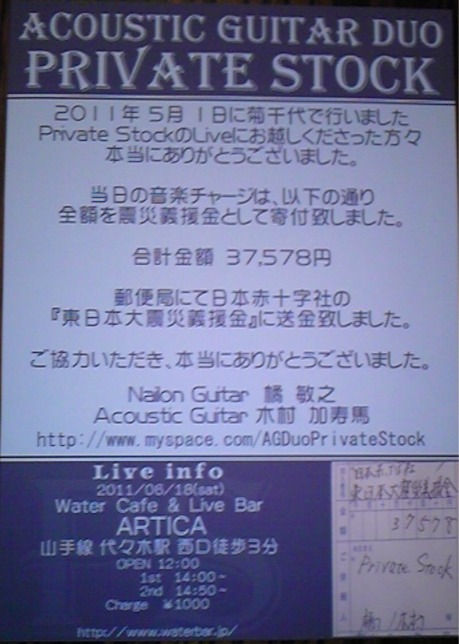 ACOUSTIC GUITAR DUO
PRIVATE STOCK
2011年5月1日に菊千代で行いました
Private StockのLiveにお越しくださった方々
本当にありがとうございました。
当日の音楽チャージは、以下の通り
全額を震災義援金として寄付致しました。
合計金額 37,578円
郵便局にて日本赤十字社の
『東日本大震災義援金』に送金致しました。
ご協力いただき、本当にありがとうございました。
Nailon Guitar 橘 敏之
Acoustic Guitar 木村 加寿馬
http://www.myspace.com/AGDuoPrivateStock
Live info
2011/06/18(sat)
Water Cafe & Live Bar
ARTICA
山手線 代々木駅 西口徒歩3分
OPEN 12:00
1st 14:00~
2nd 14:50~
Charge ¥1000
http://www.waterbar.jp/
日本赤十字社
東日本大震災義援金
37578
Private Stock